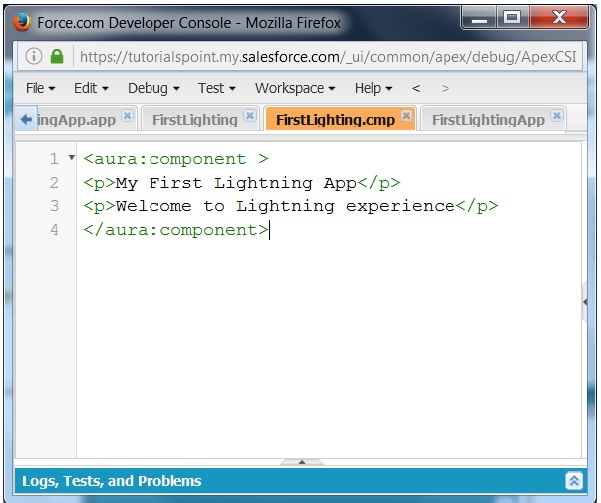 Force.com Developer Console - Mozilla Firefox
https://tutorialspoint.my.salesforce.com/_ui/common/apex/debug/ApexCSI
File Edit Debug Test Workspace Help < >
ingApp.app FirstLighting FirstLighting.cmp FirstLightingApp
1 <aura:component >
2 <p>My First Lightning App</p>
3 <p>Welcome to Lightning experience</p>
4 </aura:component>
Logs, Tests, and Problems